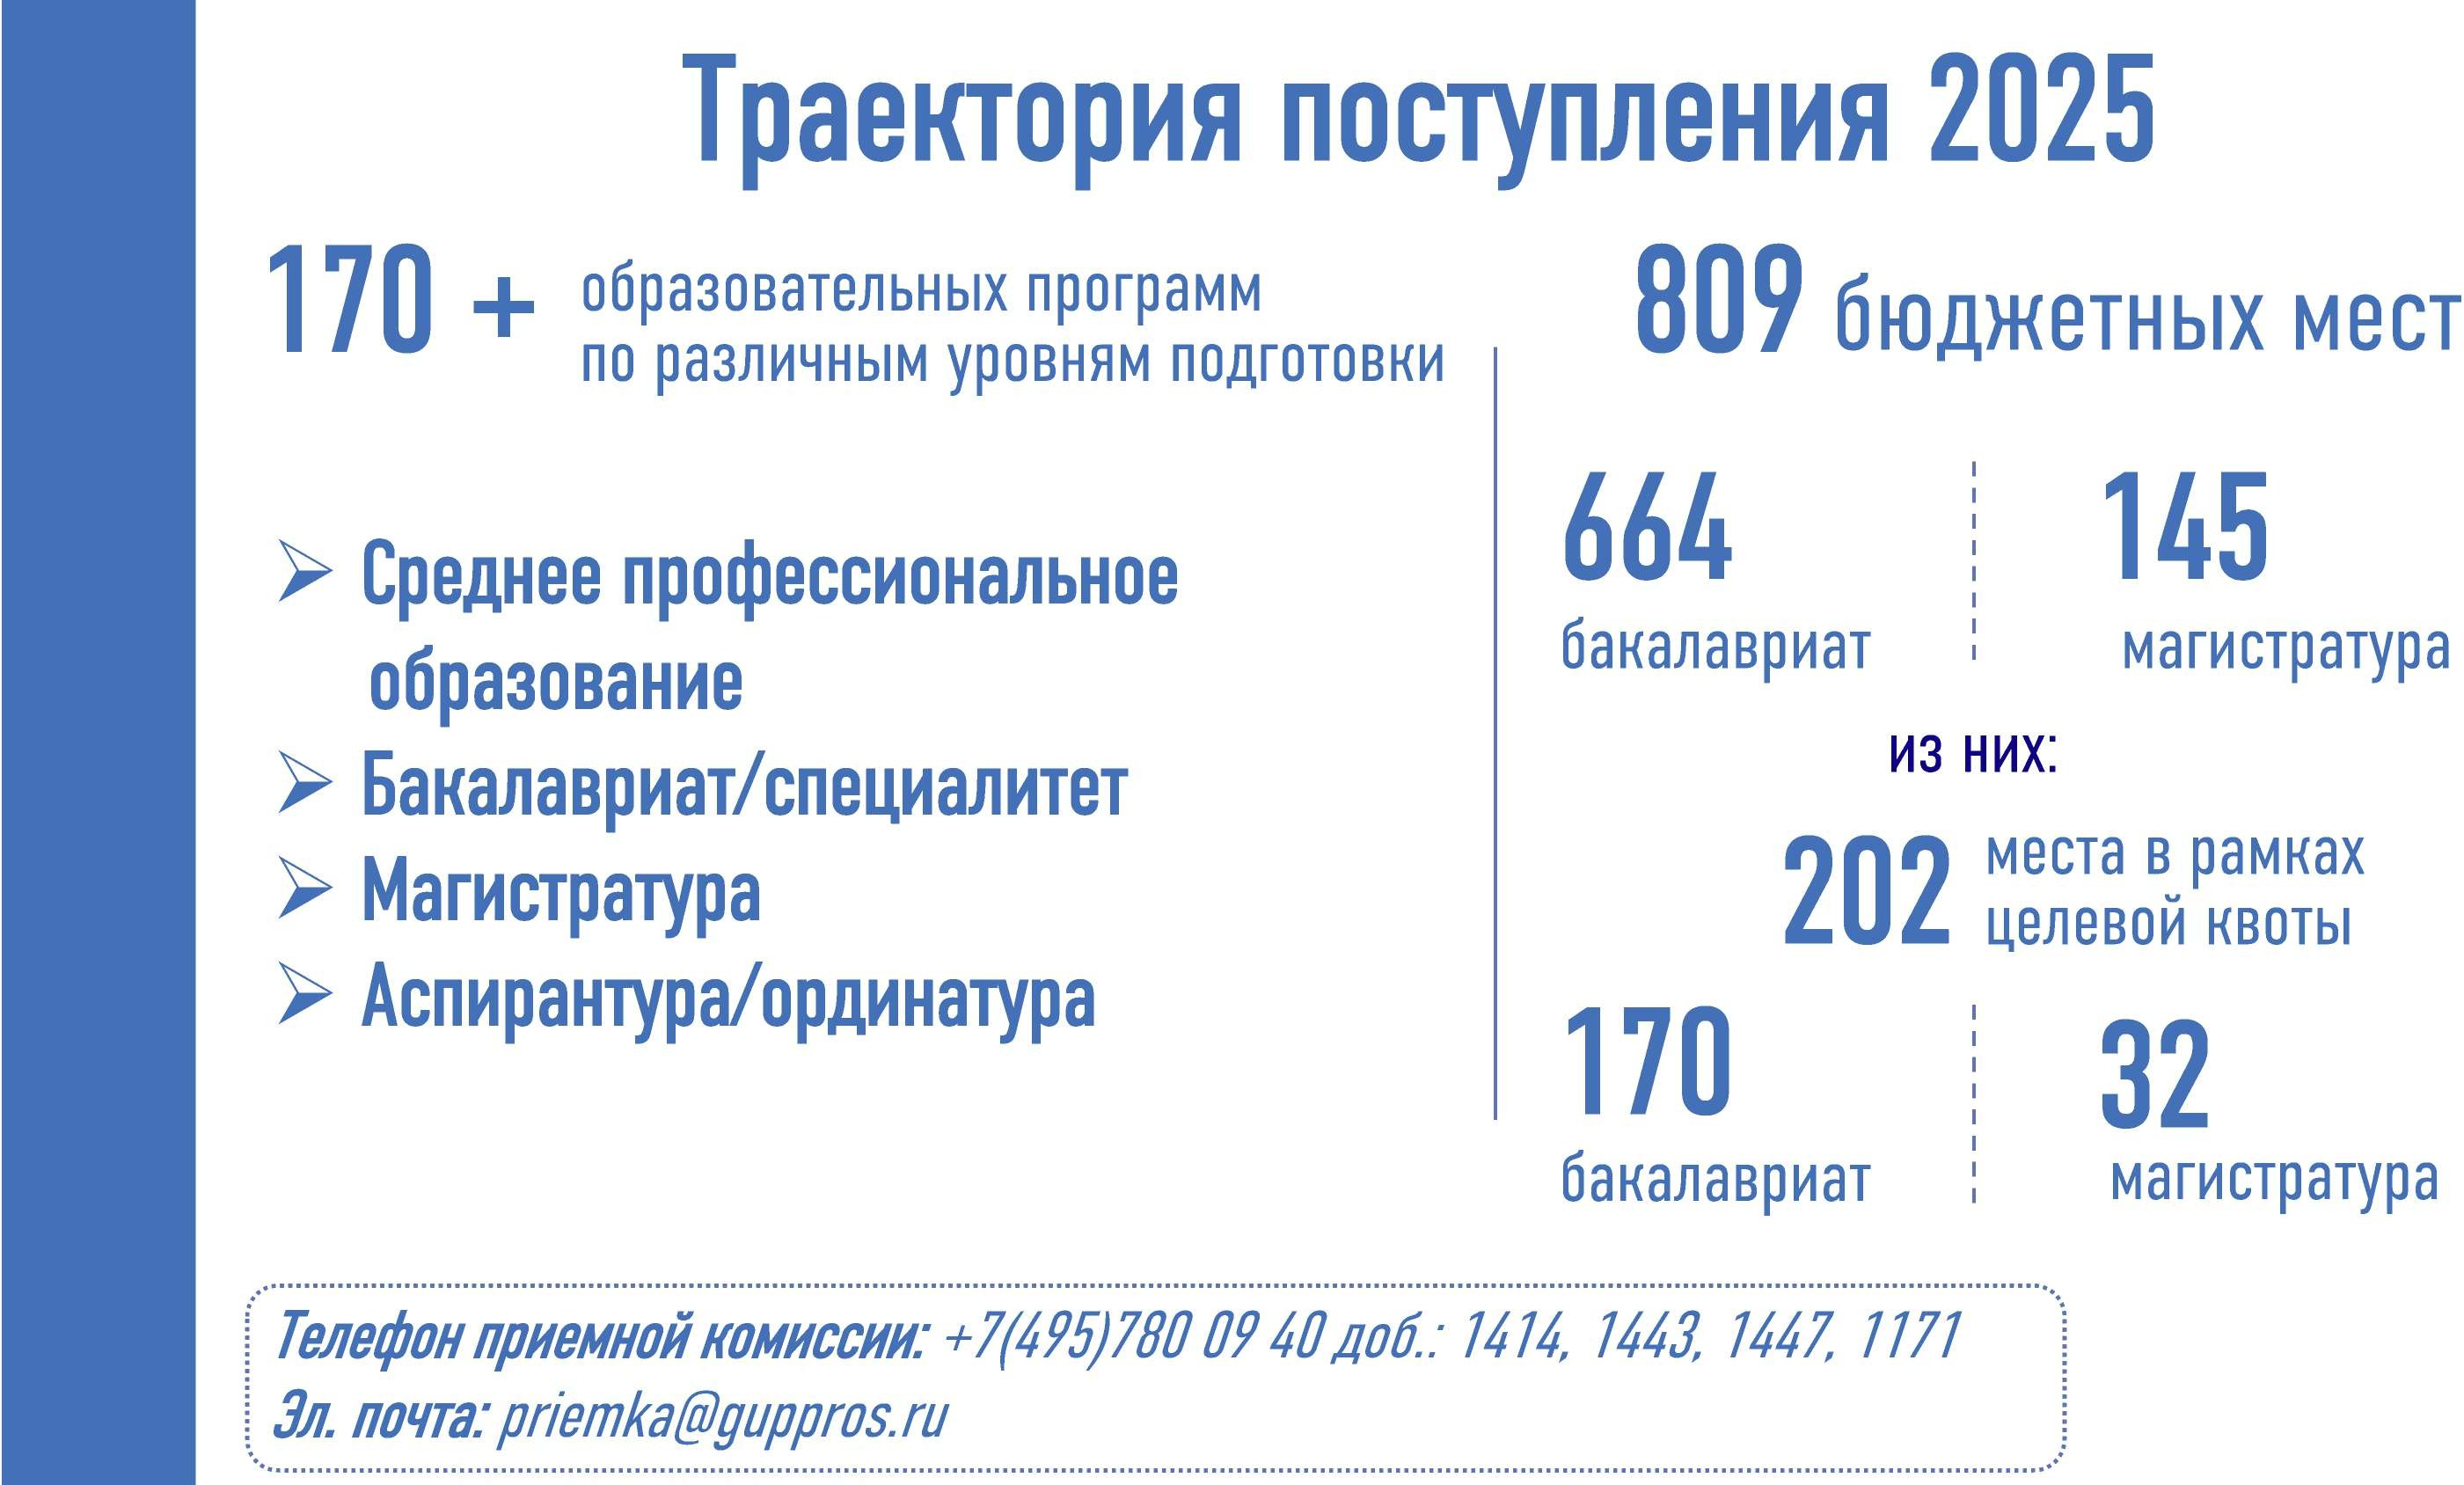 Траектория поступления 2025
170 + образовательных программ
по различным уровням подготовки
Среднее профессиональное
образование
Бакалавриат/специалитет
Магистратура
Аспирантура/ординатура
809 бюджетных мест
664 145
бакалавриат магистратура
из них:
202 места в рамках
целевой квоты
170 32
бакалавриат магистратура
Телефон приемной комиссии: +7(495)780 09 40 доб.: 1414, 1443, 1447, 1171
Эл. почта: priemka@guppros.ru